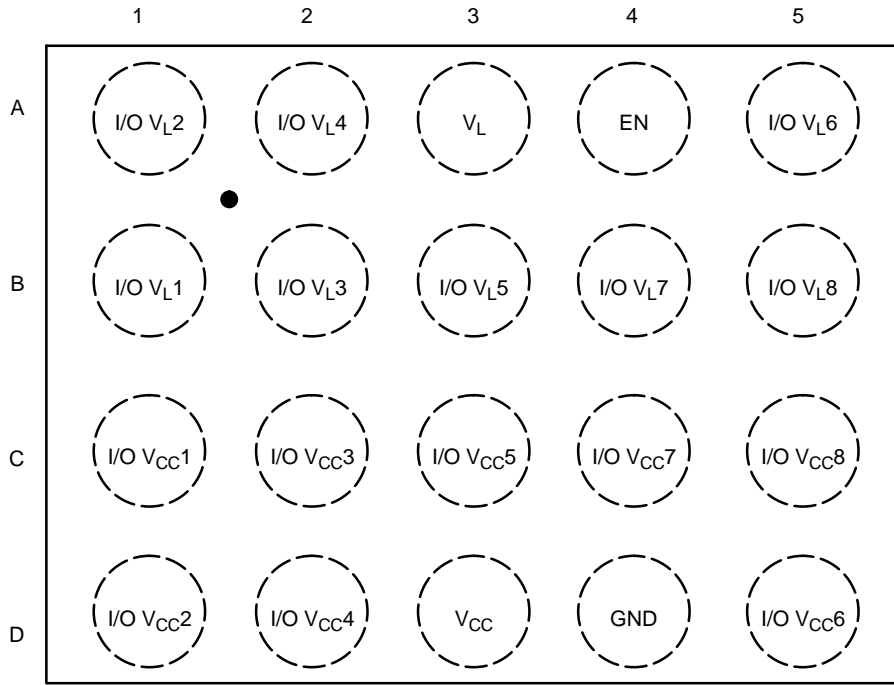 1 2 3 4 5
A I/O VL2 I/O VL4 VL EN I/O VL6
B I/O VL1 I/O VL3 I/O VL5 I/O VL7 I/O VL8
C I/O VCC1 I/O VCC3 I/O VCC5 I/O VCC7 I/O VCC8
D I/O VCC2 I/O VCC4 VCC GND I/O VCC6